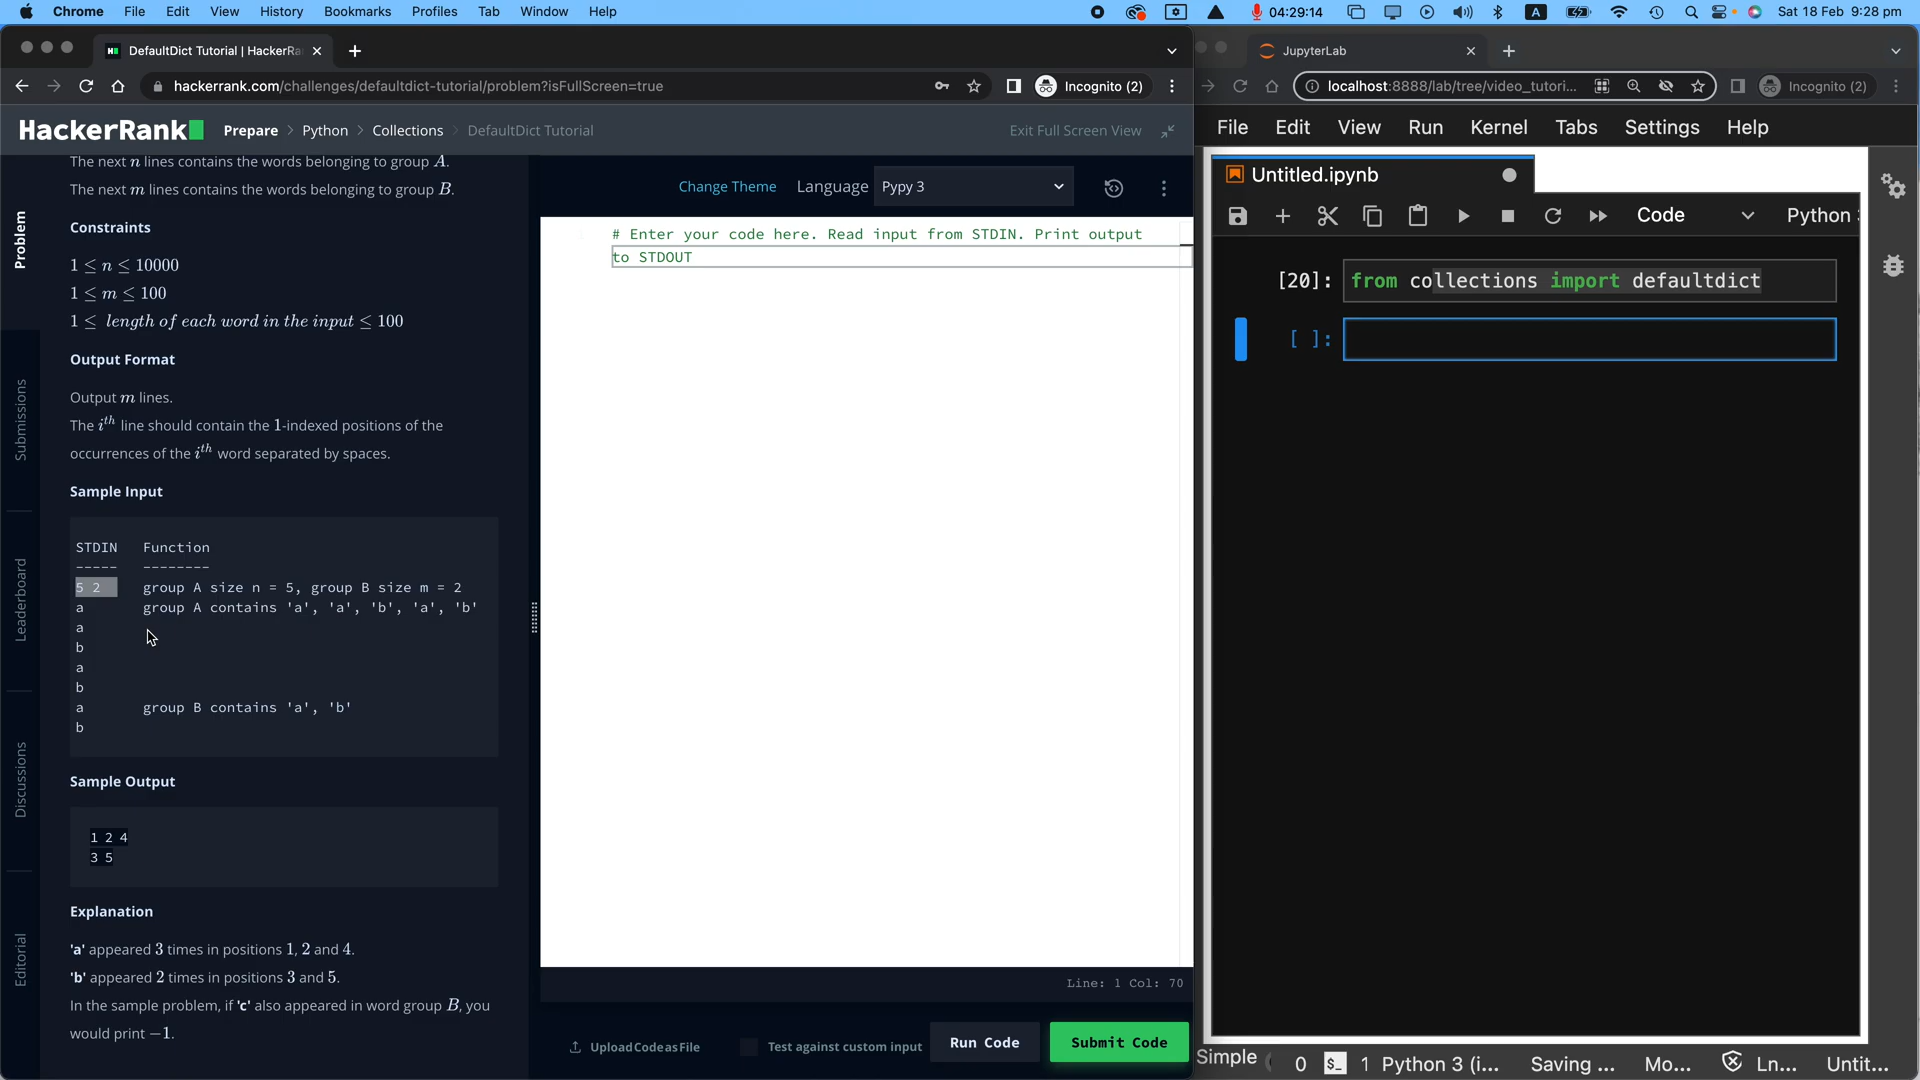 Chrome File Edit View History Bookmarks Profiles Tab Window Help 04:29:14 A Sat 18 Feb 9:28 pm
DefaultDict Tutorial | HackerRa
hackerrank.com/challenges/defaultdict-tutorial/problem?isFullScreen=true Incognito (2)
HackerRank Prepare > Python > Collections > DefaultDict Tutorial Exit Full Screen View
Problem
Submissions
Leaderboard
Discussions
Editorial
The next n lines contains the words belonging to group A.
The next m lines contains the words belonging to group B.
Constraints
1 ≤ n ≤ 10000
1 ≤ m ≤ 100
1 ≤ length of each word in the input ≤ 100
Output Format
Output m lines.
The ith line should contain the 1-indexed positions of the
occurrences of the ith word separated by spaces.
Sample Input
STDIN Function
----- --------
5 2 group A size n = 5, group B size m = 2
a group A contains 'a', 'a', 'b', 'a', 'b'
a
b
a
b
a group B contains 'a', 'b'
b
Sample Output
1 2 4
3 5
Explanation
'a' appeared 3 times in positions 1, 2 and 4.
'b' appeared 2 times in positions 3 and 5.
In the sample problem, if 'c' also appeared in word group B, you
would print −1.
Change Theme Language Pypy 3
# Enter your code here. Read input from STDIN. Print output
to STDOUT
Line: 1 Col: 70
Upload Code as File Test against custom input Run Code Submit Code
JupyterLab
localhost:8888/lab/tree/video_tutori... Incognito (2)
File Edit View Run Kernel Tabs Settings Help
Untitled.ipynb
Code Python
[20]: from collections import defaultdict
[ ]:
Simple 0 $_ 1 Python 3 (i... Saving ... Mo... Ln... Untit...